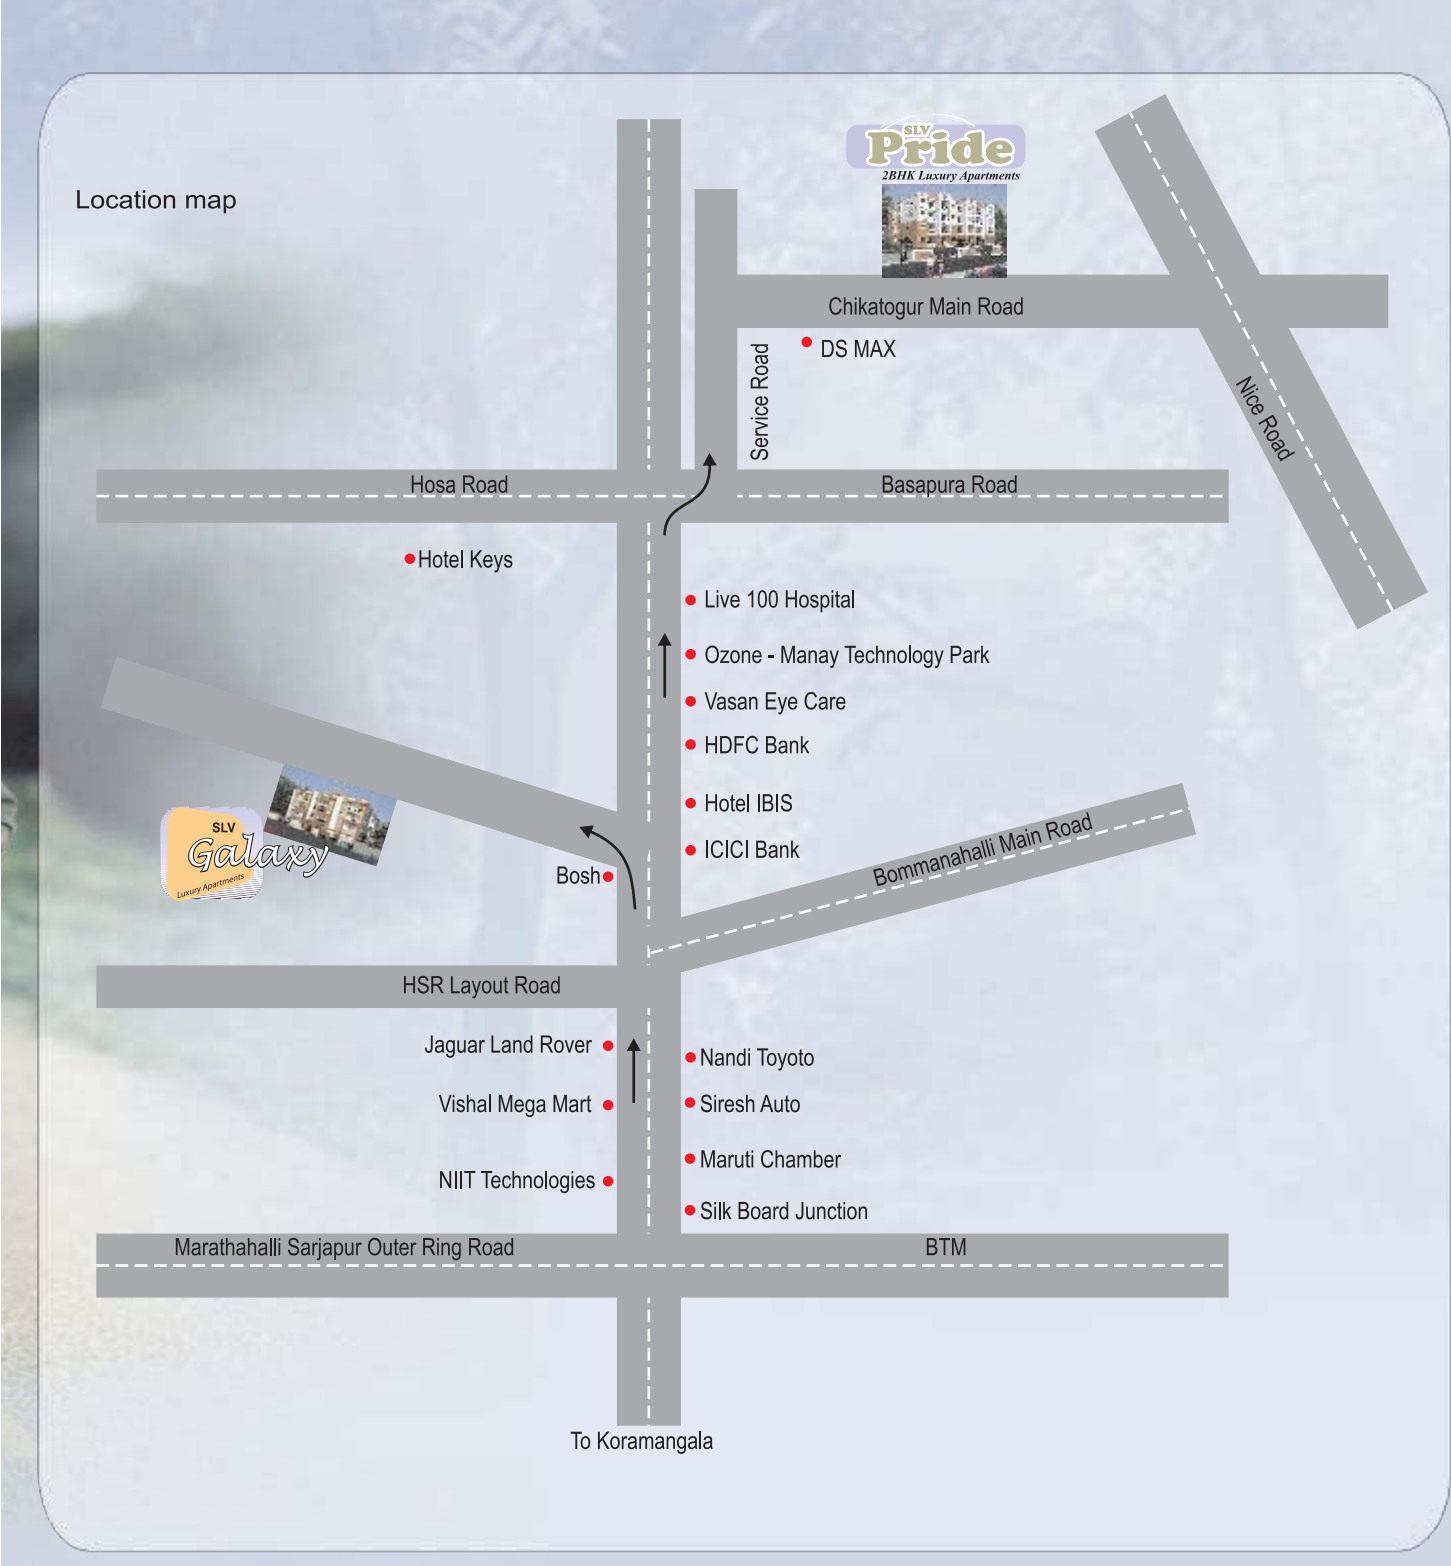 SLV
Pride
2BHK Luxury Apartments
Location map
Chikatogur Main Road
DS MAX
Service Road
Nice Road
Hosa Road
Basapura Road
Hotel Keys
Live 100 Hospital
Ozone - Manay Technology Park
Vasan Eye Care
HDFC Bank
Hotel IBIS
SLV
Galaxy
Luxury Apartments
ICICI Bank
Bommanahalli Main Road
Bosh
HSR Layout Road
Jaguar Land Rover
Nandi Toyoto
Vishal Mega Mart
Siresh Auto
Maruti Chamber
NIIT Technologies
Silk Board Junction
Marathahalli Sarjapur Outer Ring Road
BTM
To Koramangala